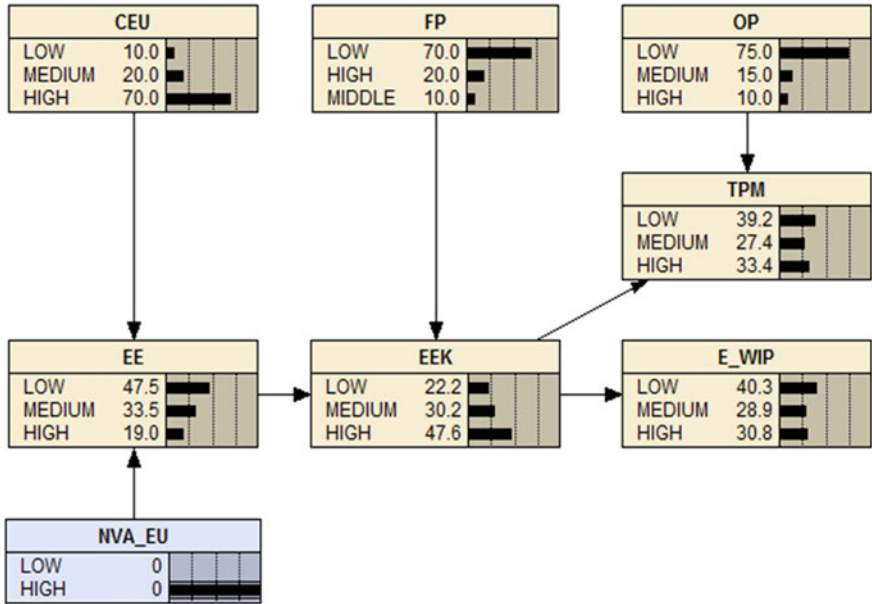 CEU
LOW 10.0
MEDIUM 20.0
HIGH 70.0
FP
LOW 70.0
HIGH 20.0
MIDDLE 10.0
OP
LOW 75.0
MEDIUM 15.0
HIGH 10.0
TPM
LOW 39.2
MEDIUM 27.4
HIGH 33.4
EE
LOW 47.5
MEDIUM 33.5
HIGH 19.0
EEK
LOW 22.2
MEDIUM 30.2
HIGH 47.6
E_WIP
LOW 40.3
MEDIUM 28.9
HIGH 30.8
NVA_EU
LOW 0
HIGH 0